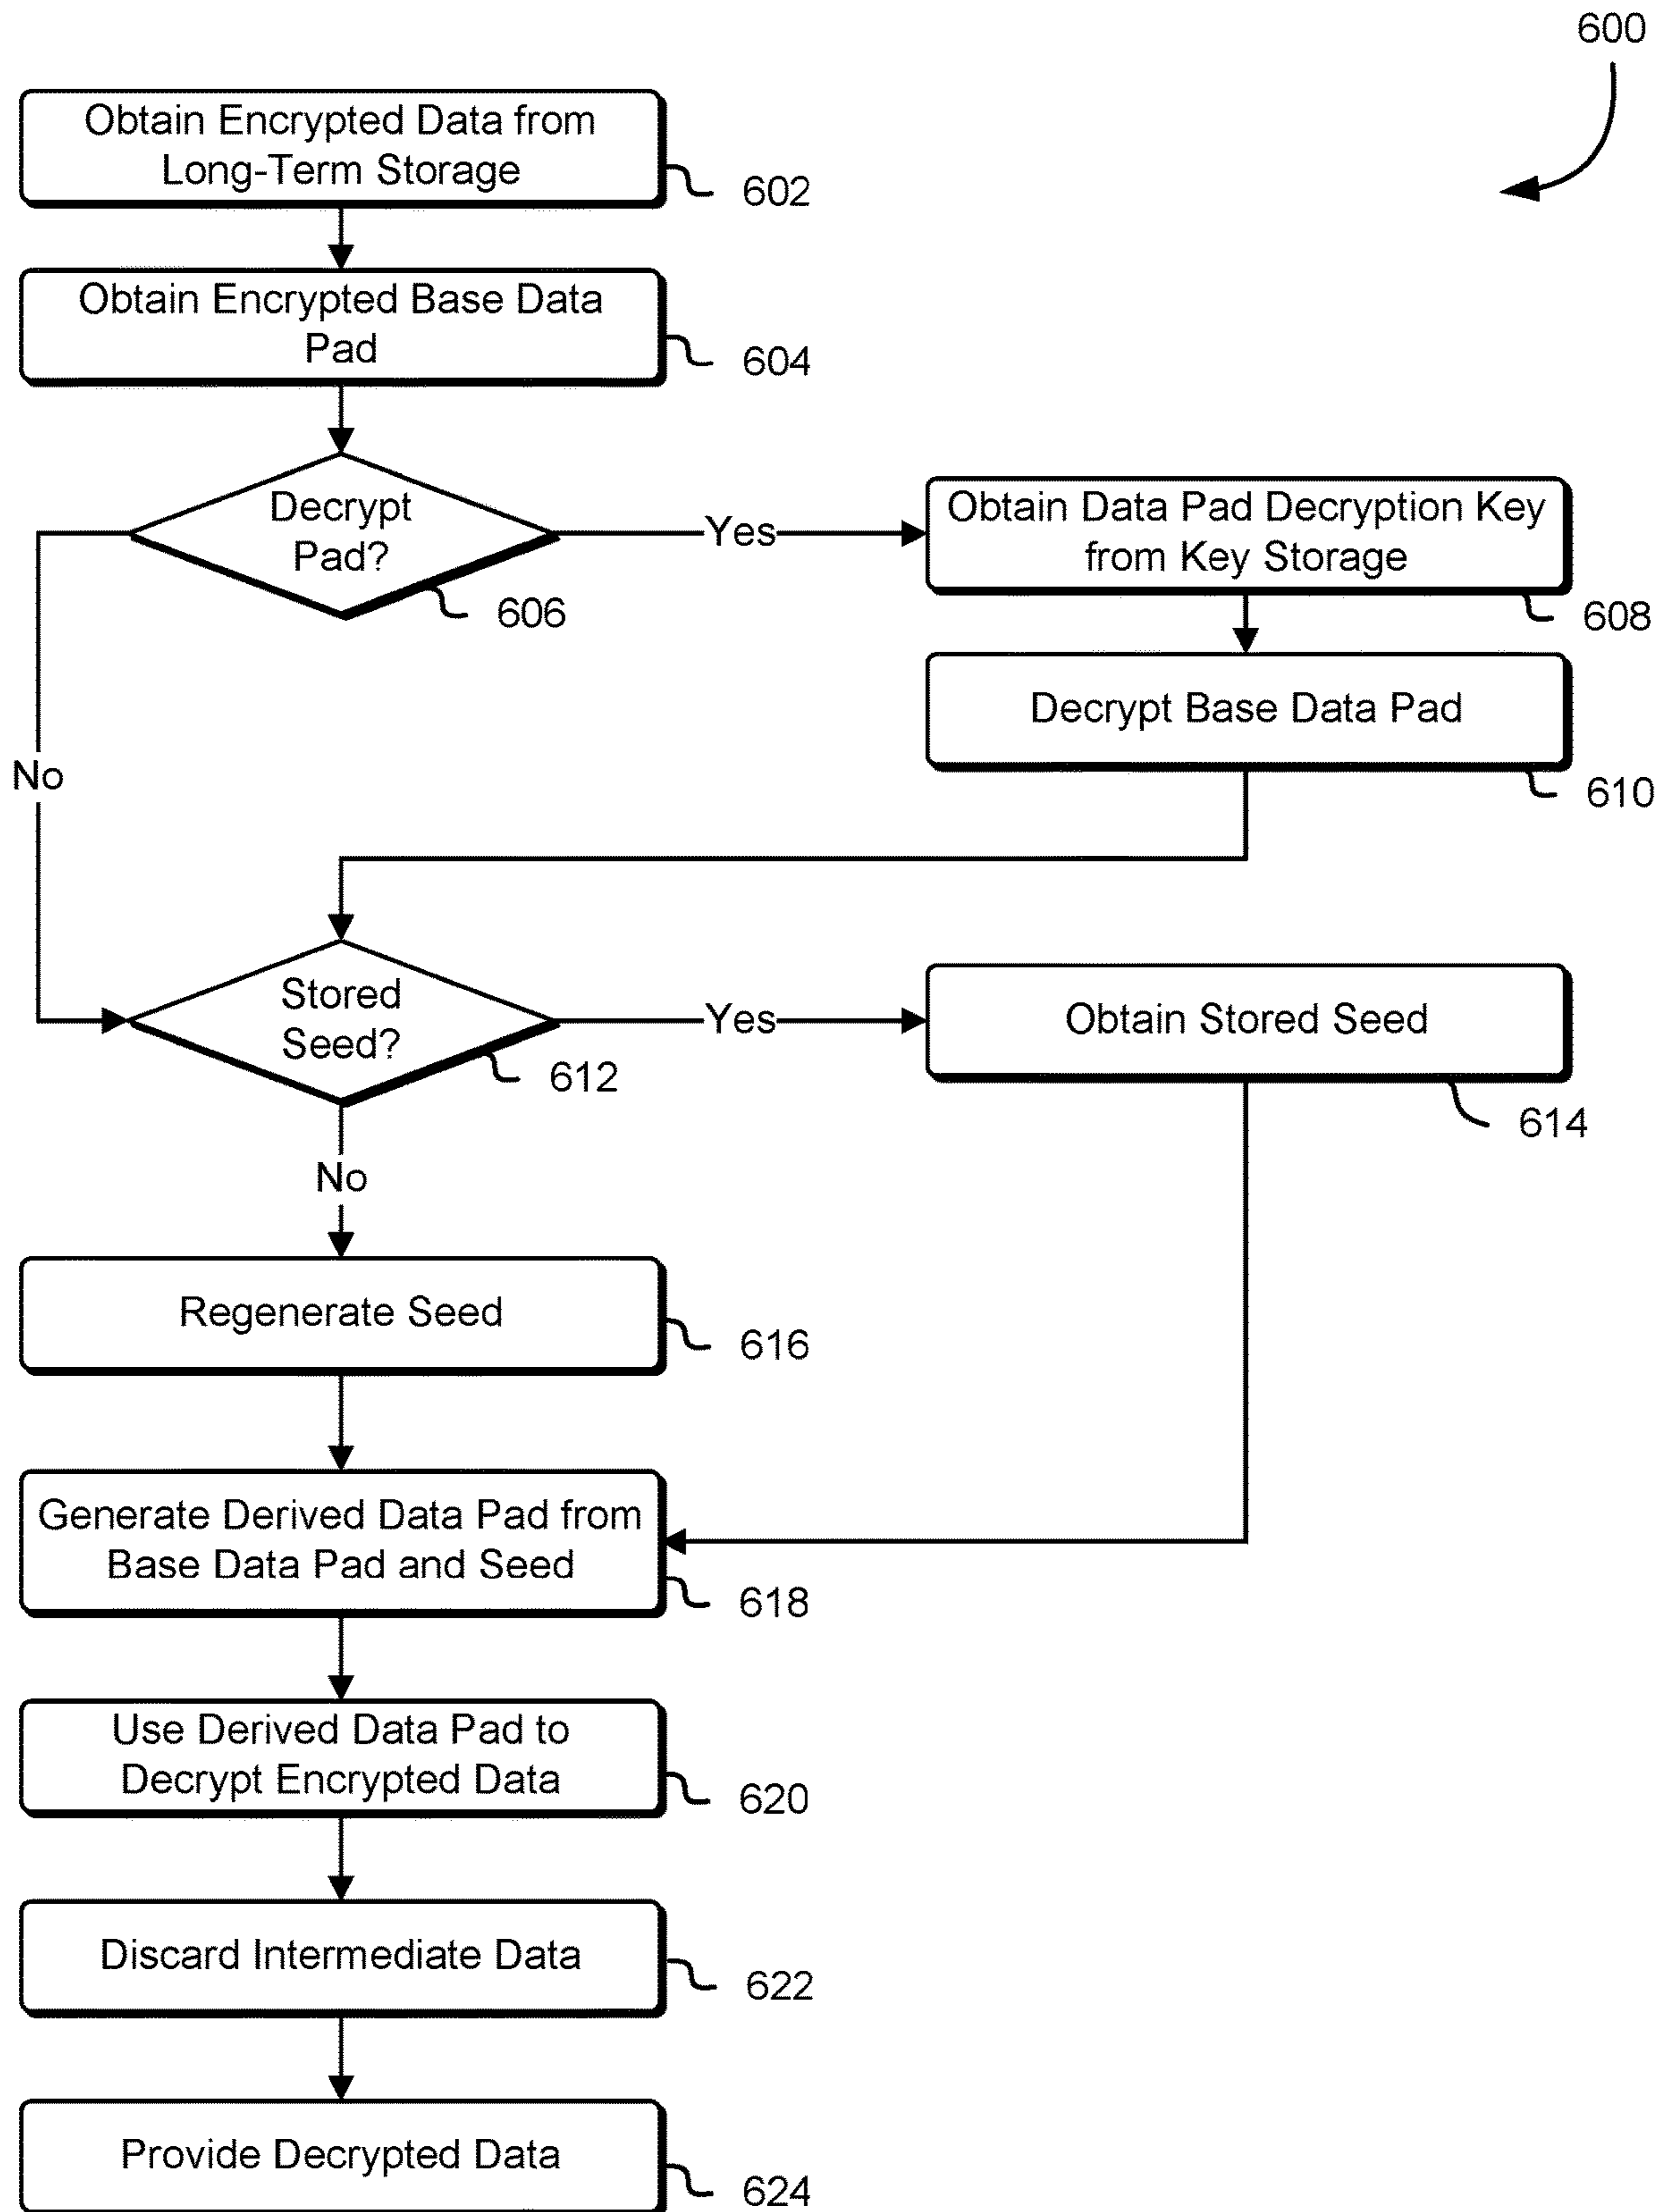 600
Obtain Encrypted Data from
Long-Term Storage
602
Obtain Encrypted Base Data
Pad
604
Decrypt
Pad?
606
Yes
Obtain Data Pad Decryption Key
from Key Storage
608
Decrypt Base Data Pad
610
No
Stored
Seed?
612
Yes
Obtain Stored Seed
614
No
Regenerate Seed
616
Generate Derived Data Pad from
Base Data Pad and Seed
618
Use Derived Data Pad to
Decrypt Encrypted Data
620
Discard Intermediate Data
622
Provide Decrypted Data
624